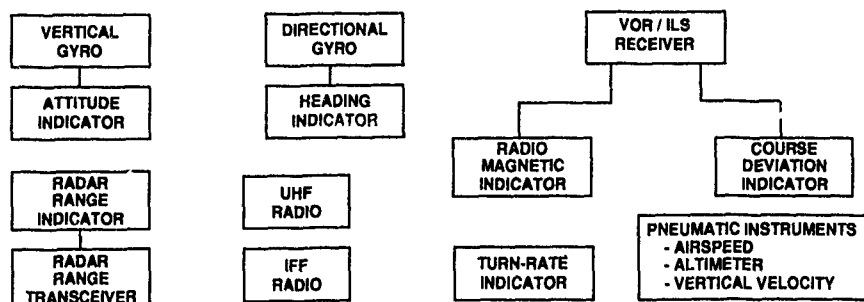 VERTICAL
GYRO
DIRECTIONAL
GYRO
VOR / ILS
RECEIVER
ATTITUDE
INDICATOR
HEADING
INDICATOR
RADIO
MAGNETIC
INDICATOR
COURSE
DEVIATION
INDICATOR
RADAR
RANGE
INDICATOR
UHF
RADIO
RADAR
RANGE
TRANSCEIVER
IFF
RADIO
TURN-RATE
INDICATOR
PNEUMATIC INSTRUMENTS
- AIRSPEED
- ALTIMETER
- VERTICAL VELOCITY